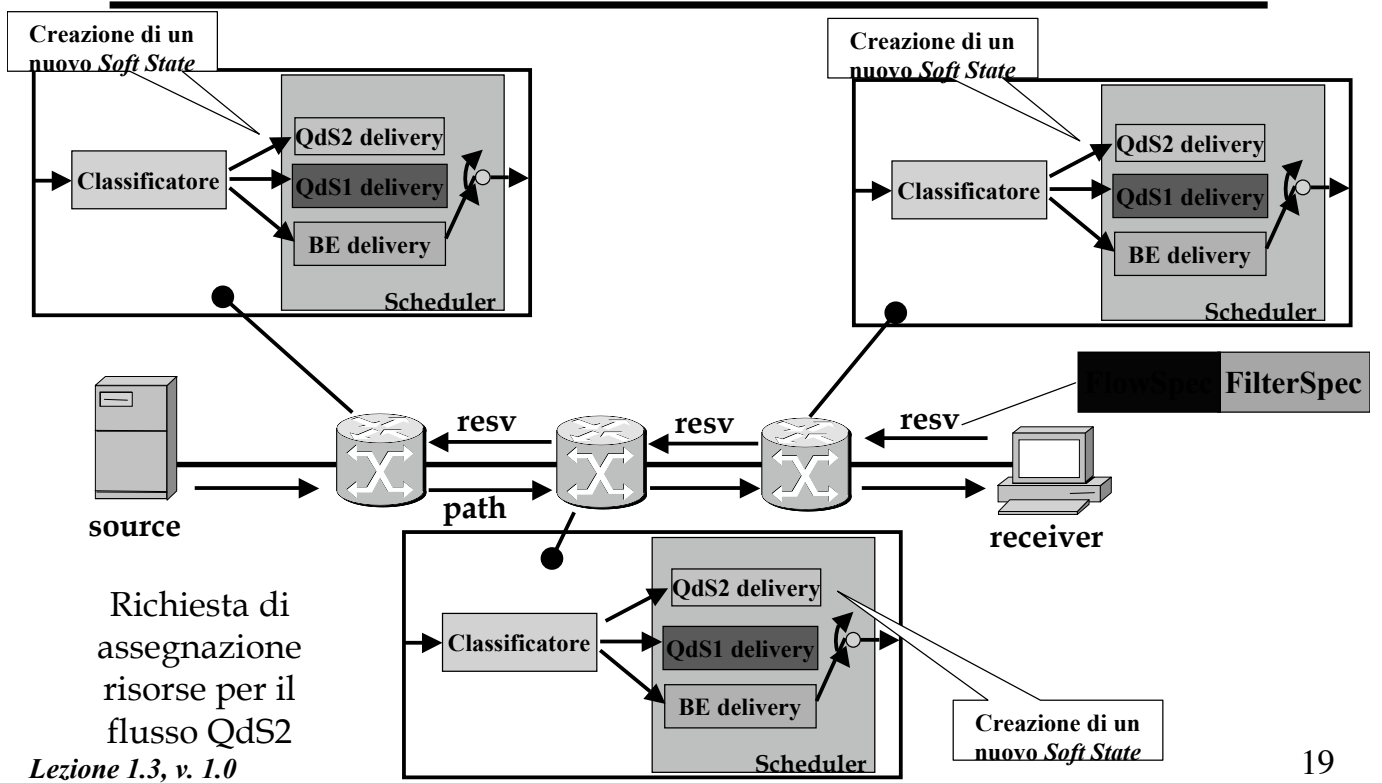 Creazione di un
nuovo Soft State
Creazione di un
nuovo Soft State
QdS2 delivery
Classificatore
QdS1 delivery
BE delivery
Scheduler
QdS2 delivery
Classificatore
QdS1 delivery
BE delivery
Scheduler
FlowSpec FilterSpec
resv
resv
resv
path
source
receiver
Richiesta di
assegnazione
risorse per il
flusso QdS2
QdS2 delivery
Classificatore
QdS1 delivery
BE delivery
Scheduler
Creazione di un
nuovo Soft State
Lezione 1.3, v. 1.0
19